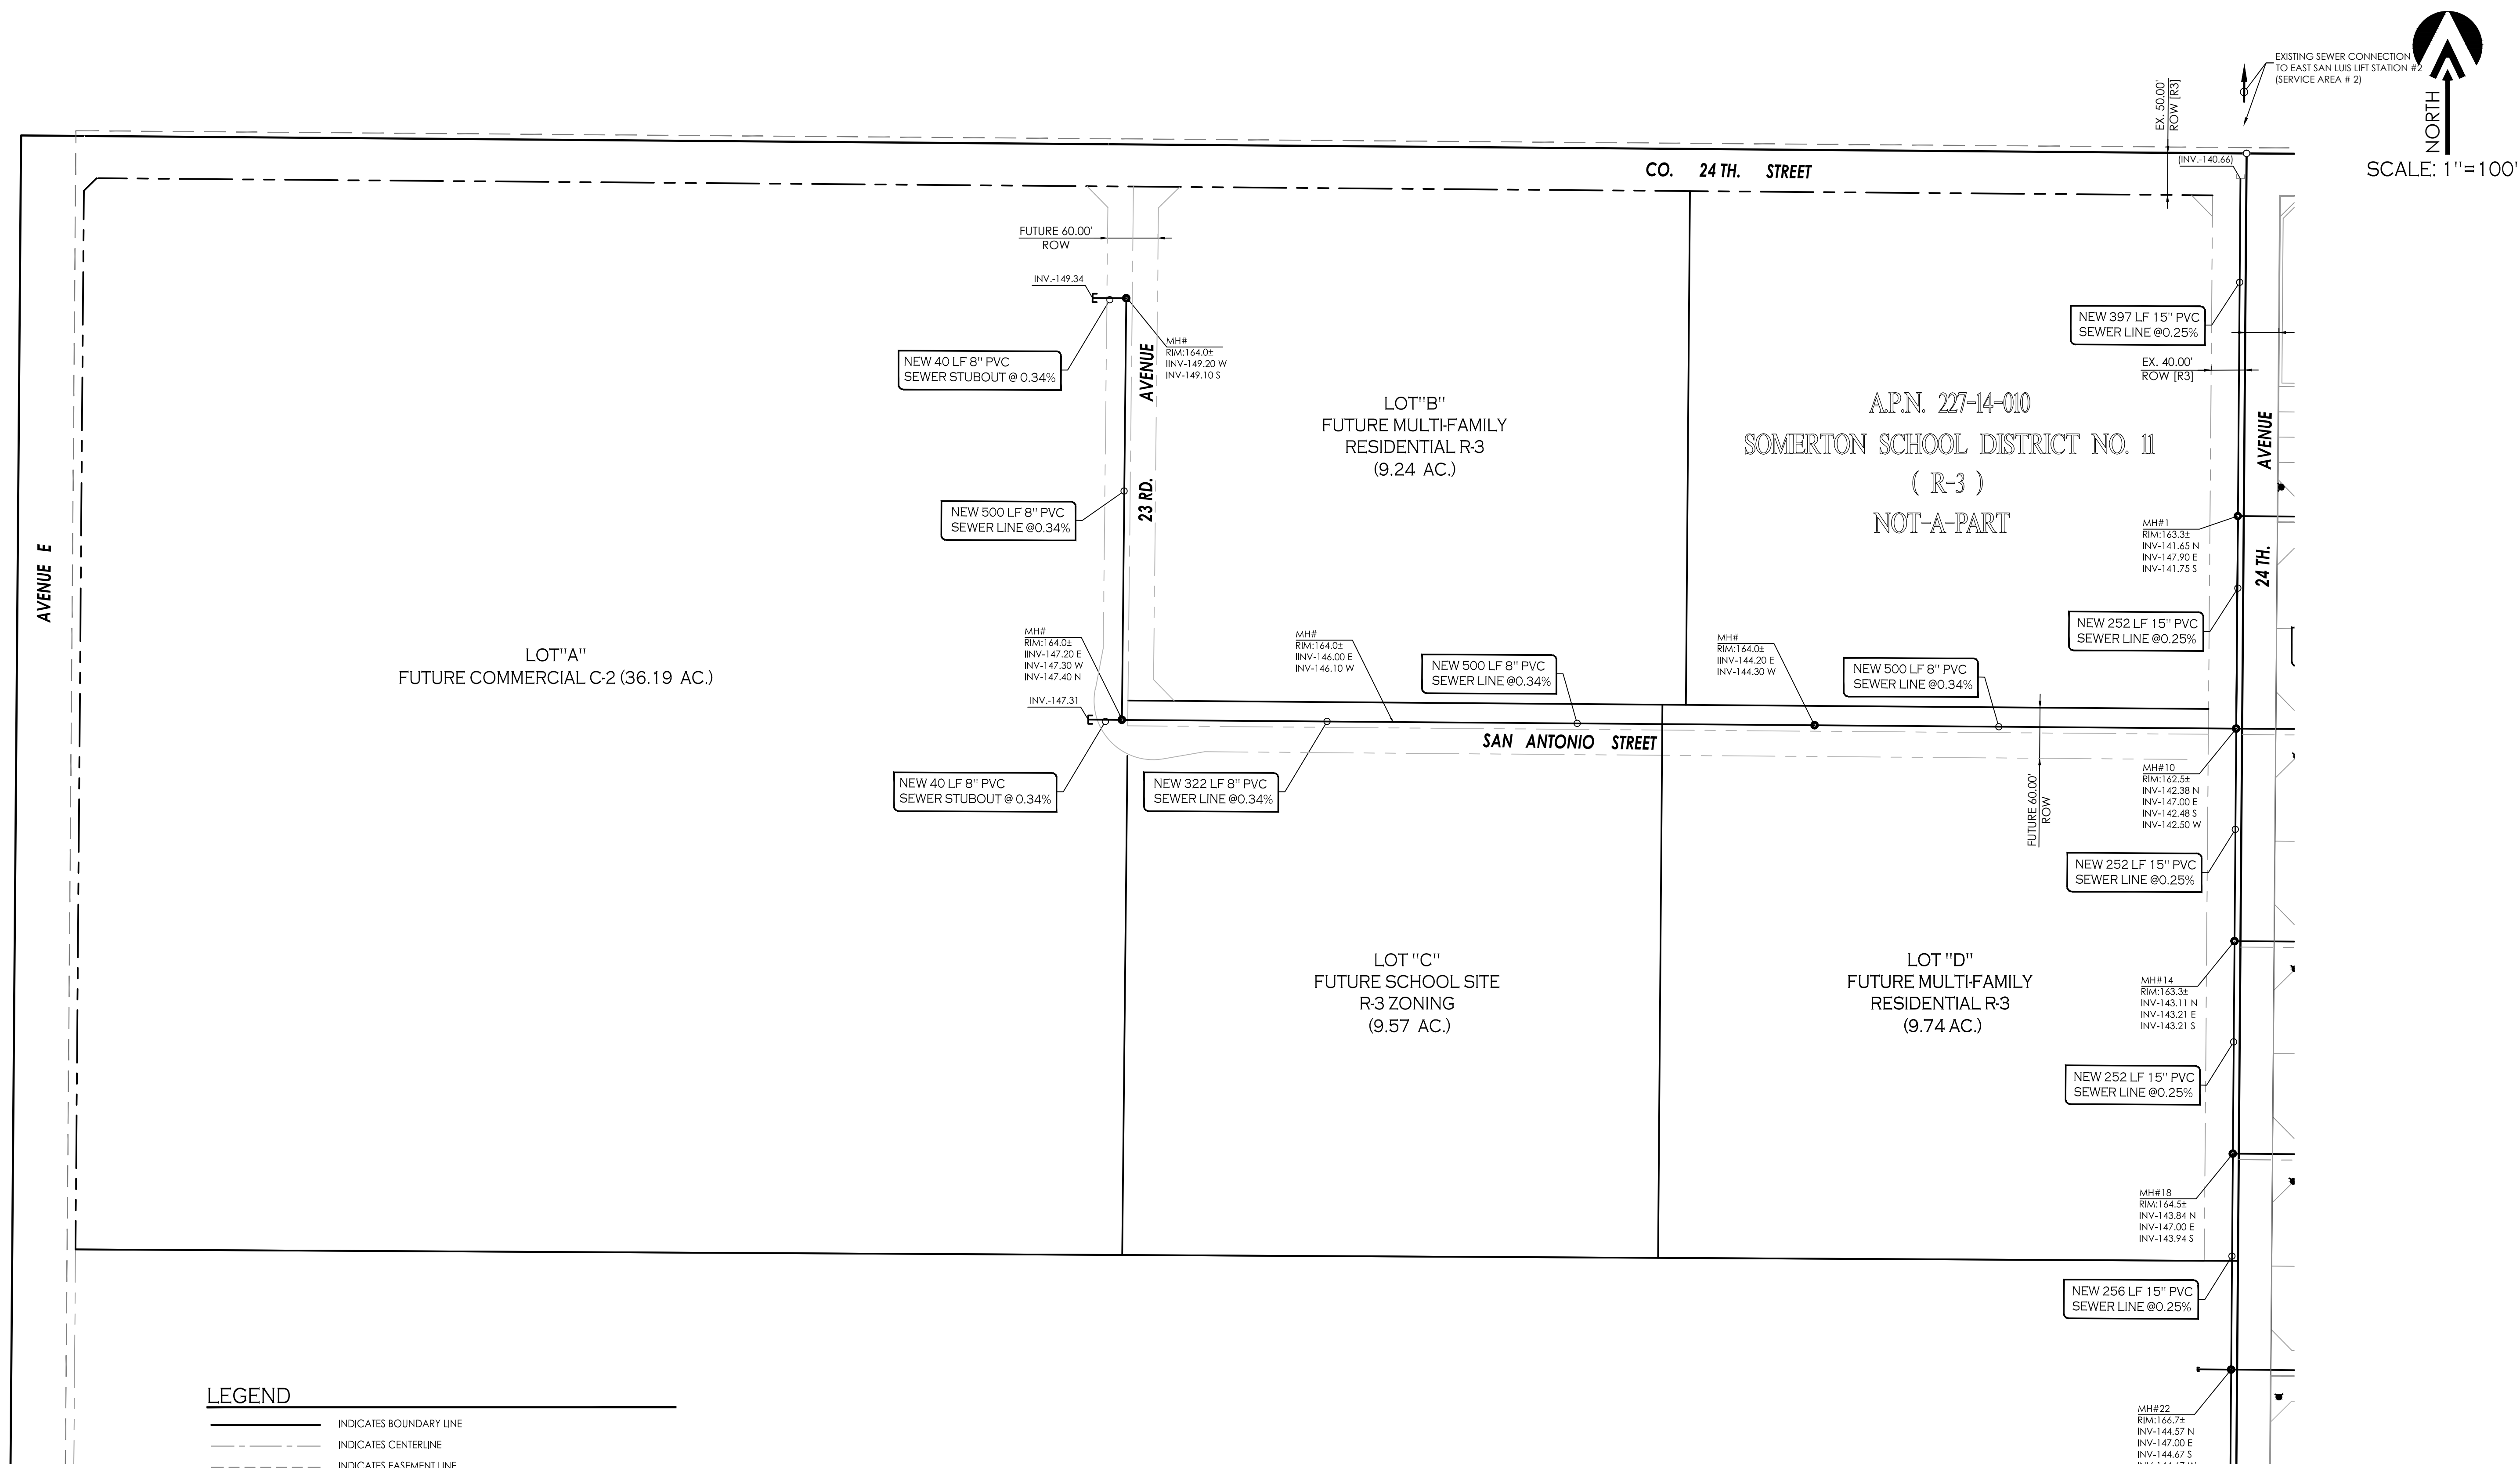 EXISTING SEWER CONNECTION
TO EAST SAN LUIS LIFT STATION #2
(SERVICE AREA # 2)
NORTH
SCALE: 1"=100'
EX. 50.00'
ROW [R3]
(INV.-140.66)
CO. 24 TH. STREET
FUTURE 60.00'
ROW
INV.-149.34
MH#
RIM:164.0±
IINV-149.20 W
INV-149.10 S
NEW 40 LF 8" PVC
SEWER STUBOUT @ 0.34%
23 RD. AVENUE
NEW 500 LF 8" PVC
SEWER LINE @0.34%
LOT"B"
FUTURE MULTI-FAMILY
RESIDENTIAL R-3
(9.24 AC.)
A.P.N. 227-14-010
SOMERTON SCHOOL DISTRICT NO. 11
( R-3 )
NOT-A-PART
NEW 397 LF 15" PVC
SEWER LINE @0.25%
EX. 40.00'
ROW [R3]
24 TH. AVENUE
MH#1
RIM:163.3±
INV-141.65 N
INV-147.90 E
INV-141.75 S
NEW 252 LF 15" PVC
SEWER LINE @0.25%
AVENUE E
LOT"A"
FUTURE COMMERCIAL C-2 (36.19 AC.)
MH#
RIM:164.0±
IINV-147.20 E
INV-147.30 W
INV-147.40 N
INV.-147.31
MH#
RIM:164.0±
IINV-146.00 E
INV-146.10 W
NEW 500 LF 8" PVC
SEWER LINE @0.34%
MH#
RIM:164.0±
IINV-144.20 E
INV-144.30 W
NEW 500 LF 8" PVC
SEWER LINE @0.34%
SAN ANTONIO STREET
NEW 40 LF 8" PVC
SEWER STUBOUT @ 0.34%
NEW 322 LF 8" PVC
SEWER LINE @0.34%
FUTURE 60.00'
ROW
MH#10
RIM:162.5±
INV-142.38 N
INV-147.00 E
INV-142.48 S
INV-142.50 W
NEW 252 LF 15" PVC
SEWER LINE @0.25%
LOT "C"
FUTURE SCHOOL SITE
R-3 ZONING
(9.57 AC.)
LOT "D"
FUTURE MULTI-FAMILY
RESIDENTIAL R-3
(9.74 AC.)
MH#14
RIM:163.3±
INV-143.11 N
INV-143.21 E
INV-143.21 S
NEW 252 LF 15" PVC
SEWER LINE @0.25%
MH#18
RIM:164.5±
INV-143.84 N
INV-147.00 E
INV-143.94 S
NEW 256 LF 15" PVC
SEWER LINE @0.25%
MH#22
RIM:166.7±
INV-144.57 N
INV-147.00 E
INV-144.67 S
LEGEND
INDICATES BOUNDARY LINE
INDICATES CENTERLINE
INDICATES EASEMENT LINE